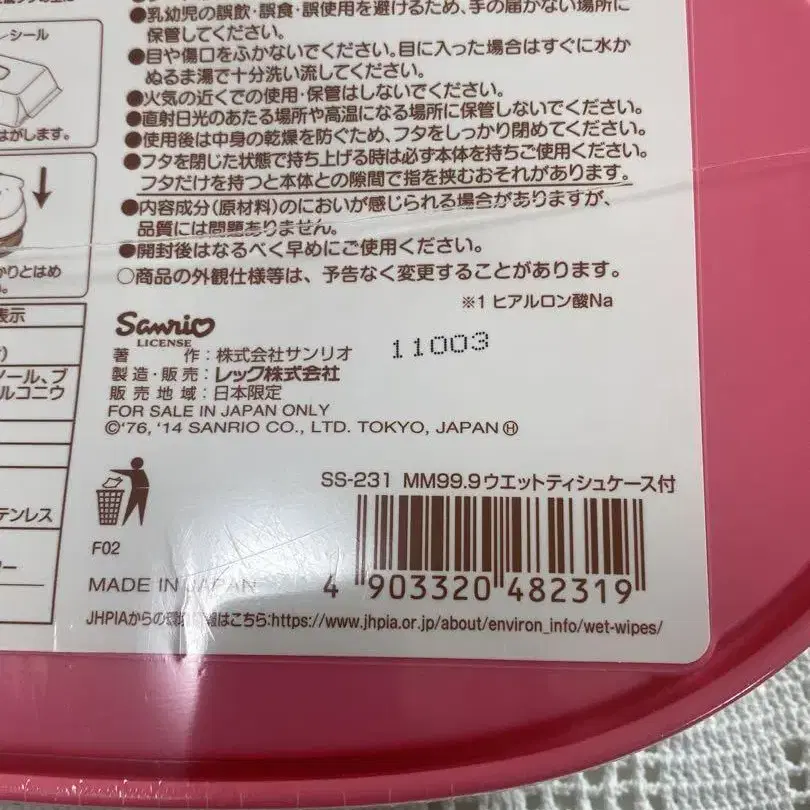 ●乳幼児の誤飲・誤食・誤使用を避けるため、手の届かない場所に
保管してください。
●目や傷口をふかないでください。目に入った場合はすぐに水か
ぬるま湯で十分洗い流してください。
●火気の近くでの使用・保管はしないでください。
●直射日光のあたる場所や高温になる場所に保管しないでください。
●使用後は中身の乾燥を防ぐため、フタをしっかり閉めてください。
●フタを閉じた状態で持ち上げる時は必ず本体を持ちご使用ください。
フタだけを持つと本体との隙間で指を挟むおそれがあります。
●内容成分(原材料)のにおいが感じられる場合がありますが、
品質には問題ありません。
●開封後はなるべく早めにご使用ください。
○商品の外観仕様等は、予告なく変更することがあります。
※1 ヒアルロン酸Na
シール
はがします。
かりとはめ
表示
ール、ブ
ルコニウ
テンレス
Sanrio
LICENSE
11003
著 作:株式会社サンリオ
製造・販売:レック株式会社
販売地域:日本限定
FOR SALE IN JAPAN ONLY
©'76, '14 SANRIO CO., LTD. TOKYO, JAPAN Ⓗ
SS-231 MM99.9ウエットティシュケース付
F02
MADE IN JAPAN
4 903320 482319
JHPIAからの環境情報はこちら:https://www.jhpia.or.jp/about/environ_info/wet-wipes/